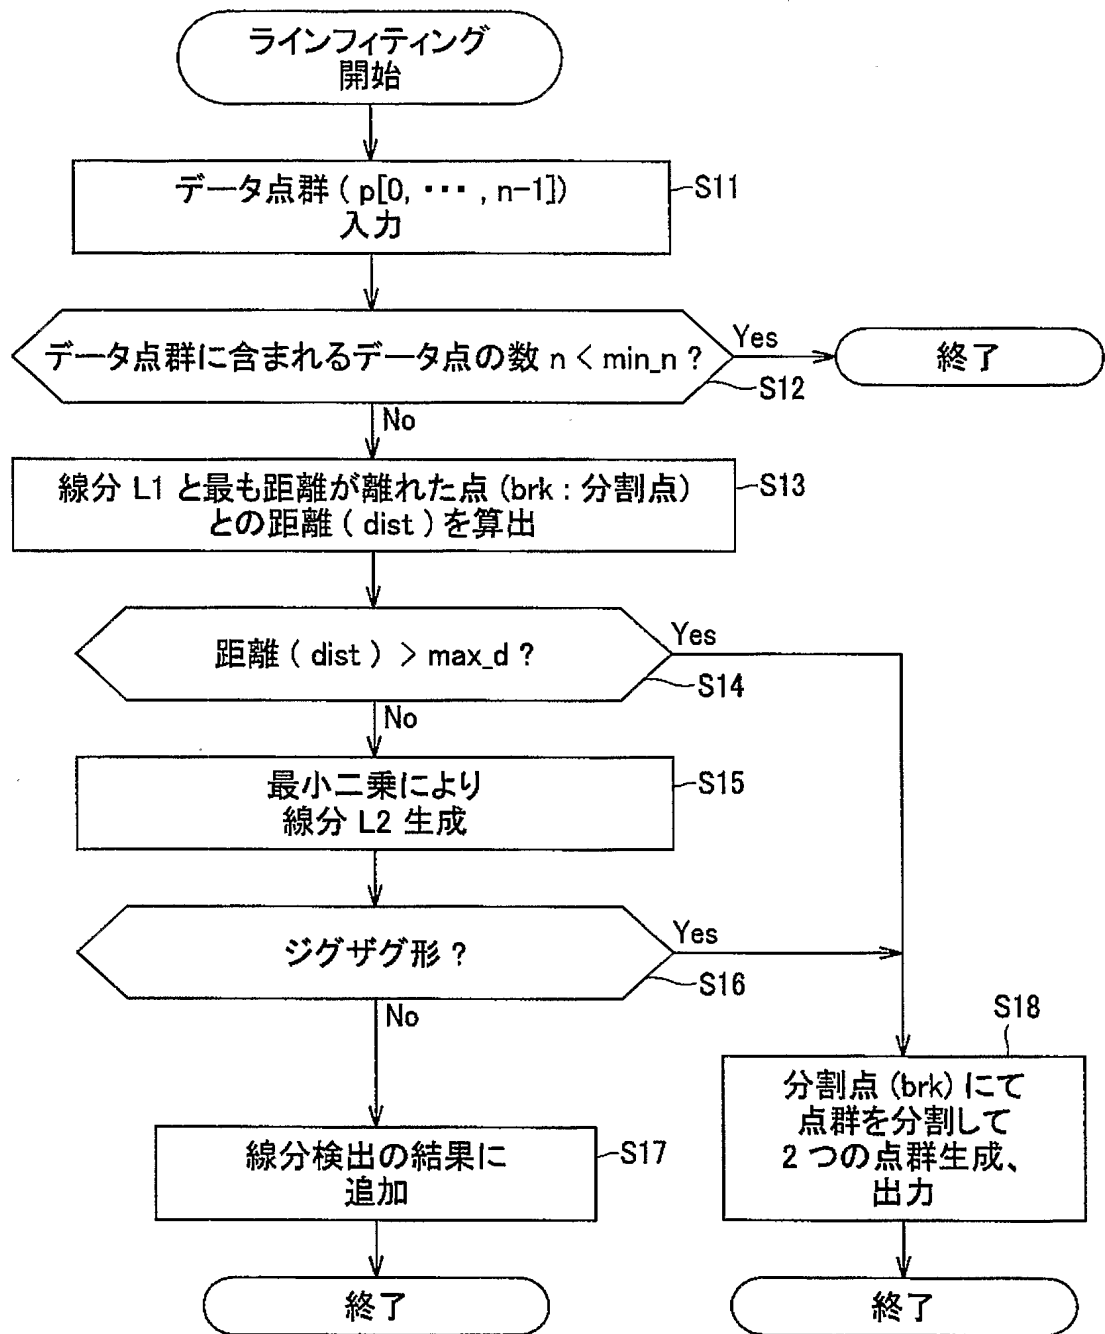 ラインフィティング
開始
データ点群 ( p[0, ・・・ , n-1])
入力
S11
データ点群に含まれるデータ点の数 n < min_n ?
Yes
S12
終了
No
線分 L1 と最も距離が離れた点 (brk : 分割点)
との距離 ( dist ) を算出
S13
距離 ( dist ) > max_d ?
Yes
S14
No
最小二乗により
線分 L2 生成
S15
ジグザグ形 ?
Yes
S16
No
S18
分割点 (brk) にて
点群を分割して
2 つの点群生成、
出力
線分検出の結果に
追加
S17
終了
終了